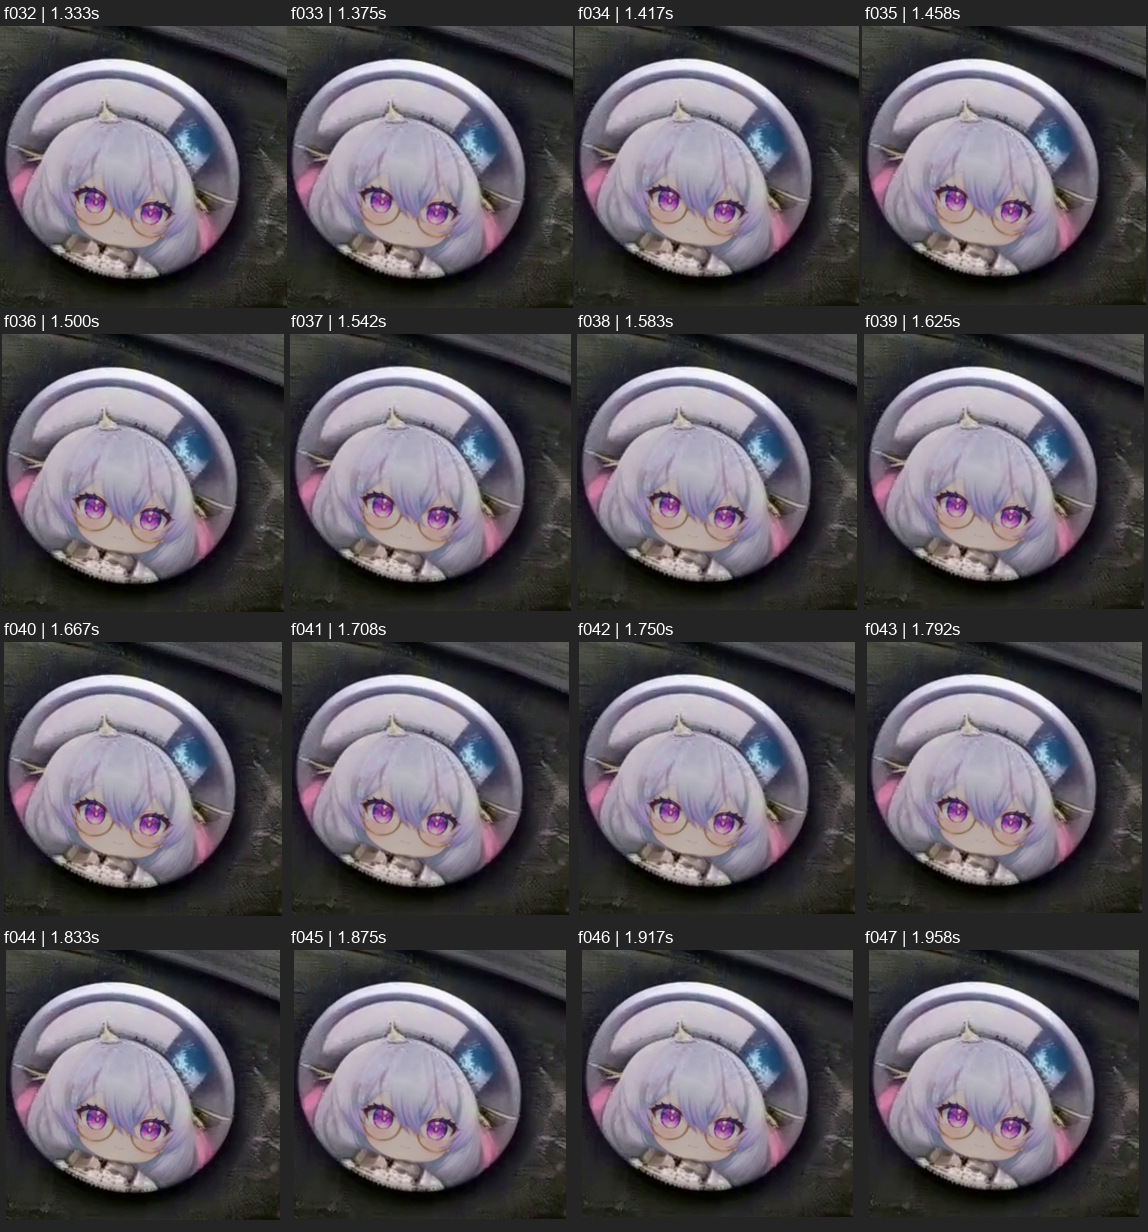 f032 | 1.333s
f033 | 1.375s
f034 | 1.417s
f035 | 1.458s
f036 | 1.500s
f037 | 1.542s
f038 | 1.583s
f039 | 1.625s
f040 | 1.667s
f041 | 1.708s
f042 | 1.750s
f043 | 1.792s
f044 | 1.833s
f045 | 1.875s
f046 | 1.917s
f047 | 1.958s